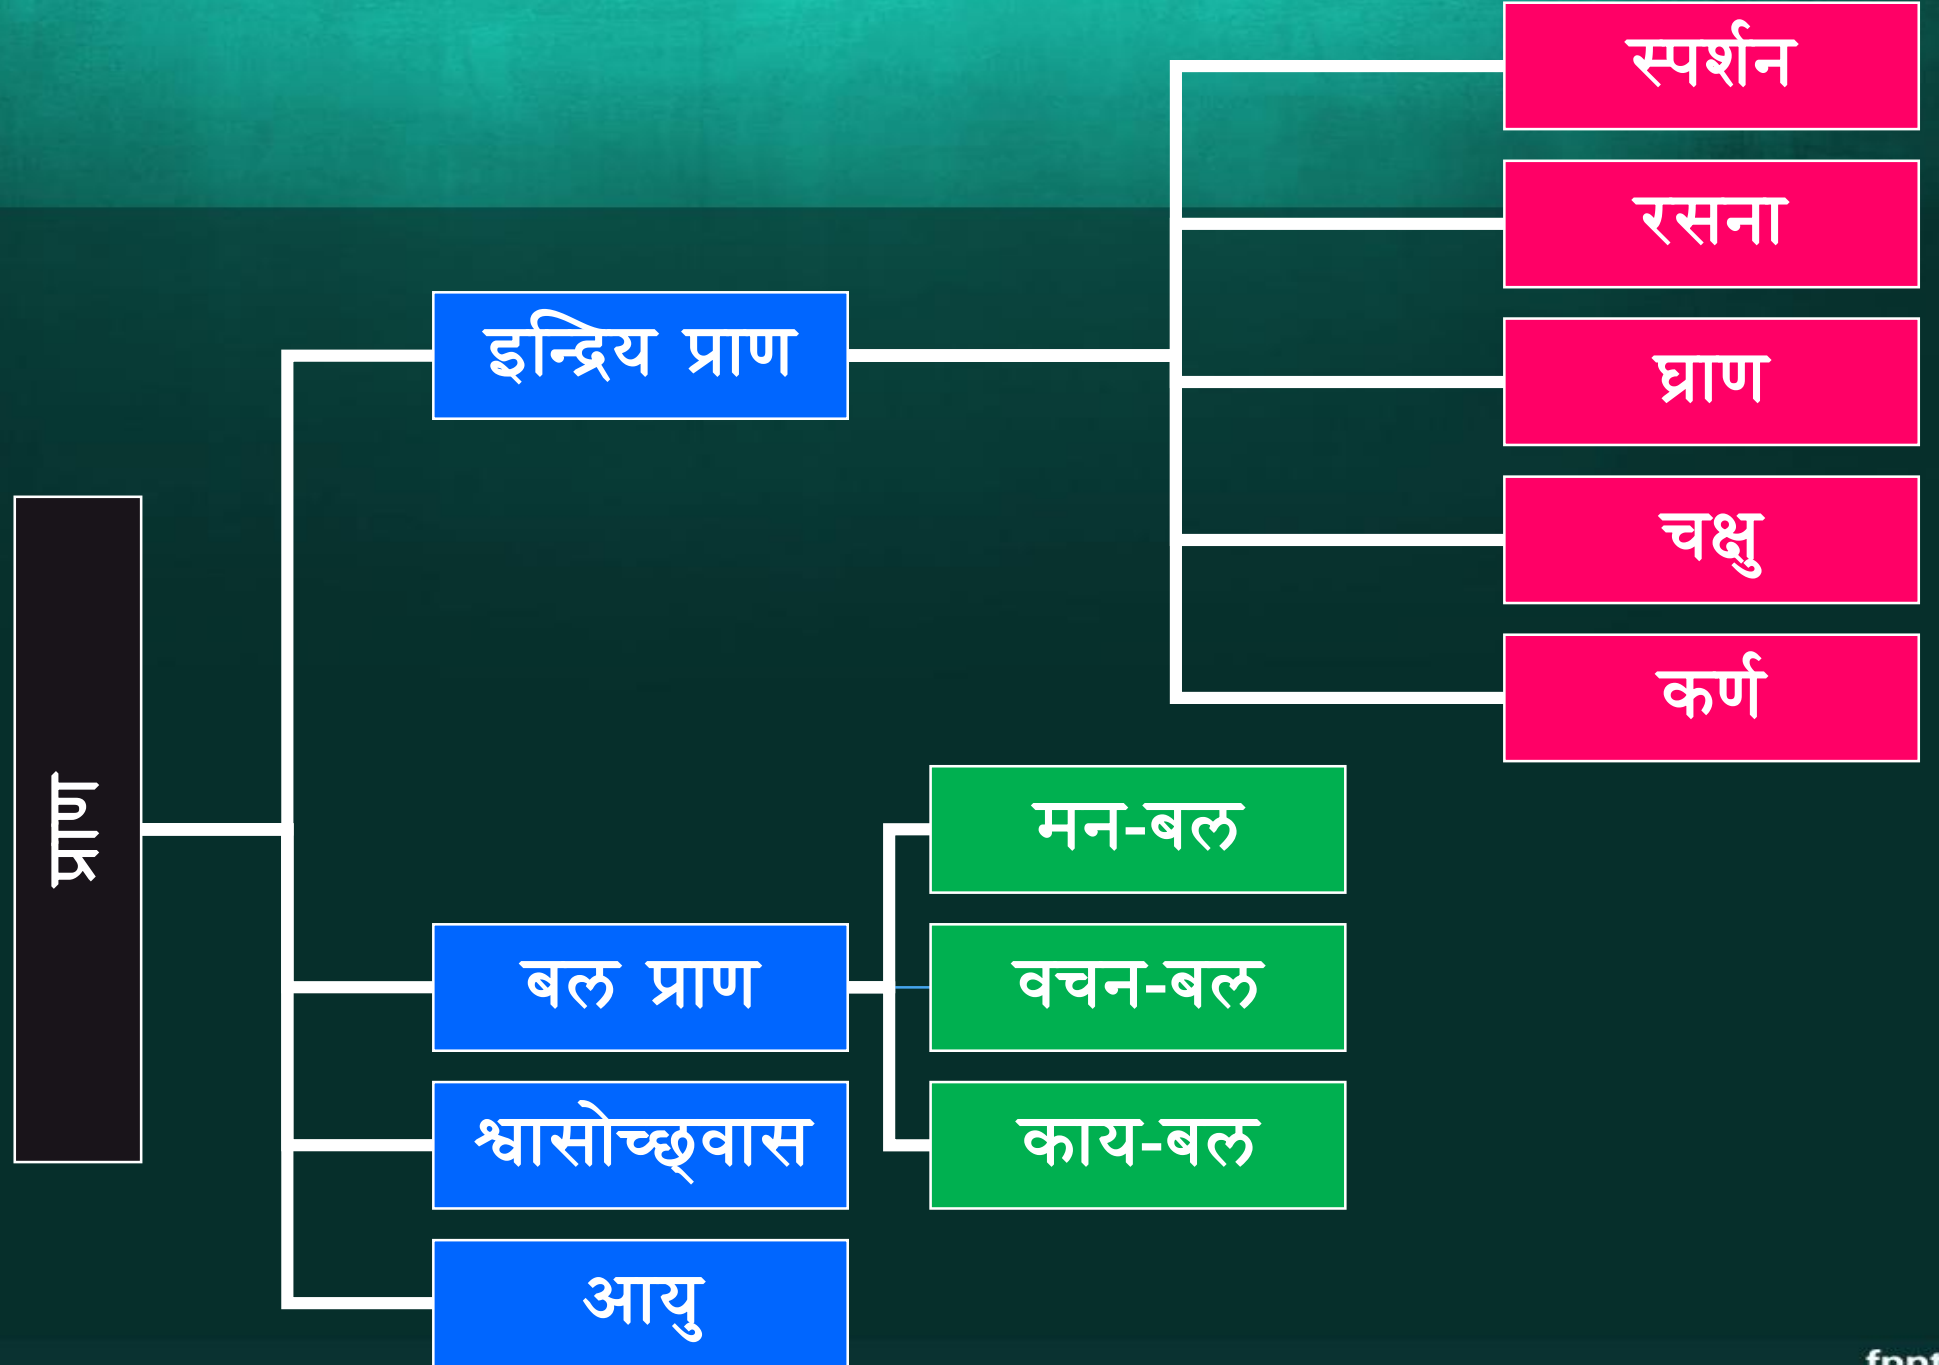 प्राण
इन्द्रिय प्राण
स्पर्शन
रसना
घ्राण
चक्षु
कर्ण
बल प्राण
मन-बल
वचन-बल
काय-बल
श्वासोच्छ्वास
आयु